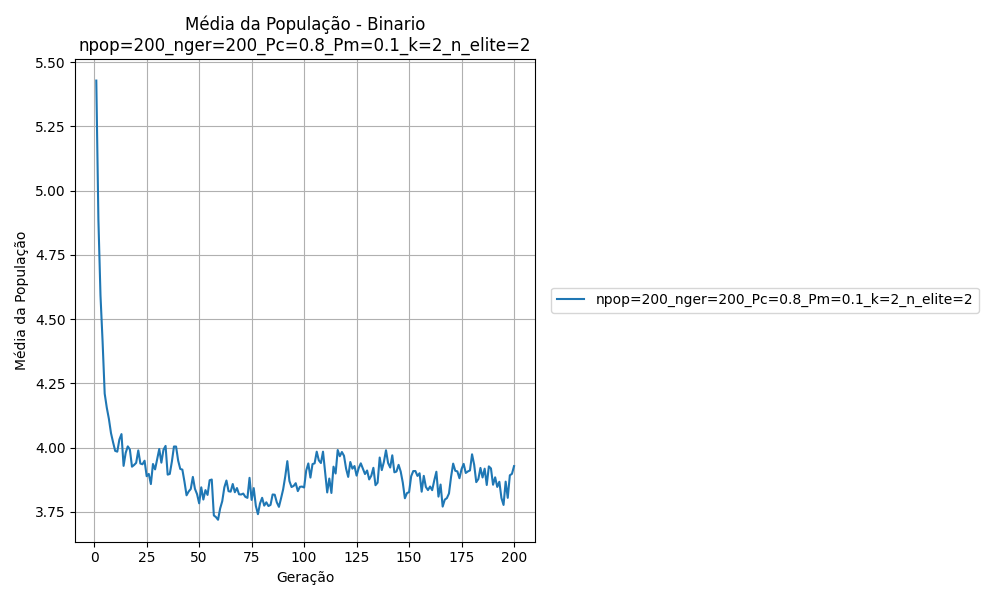 Média da População - Binario
npop=200_nger=200_Pc=0.8_Pm=0.1_k=2_n_elite=2
5.50
5.25
5.00
4.75
4.50
4.25
4.00
3.75
Média da População
0 25 50 75 100 125 150 175 200
Geração
npop=200_nger=200_Pc=0.8_Pm=0.1_k=2_n_elite=2